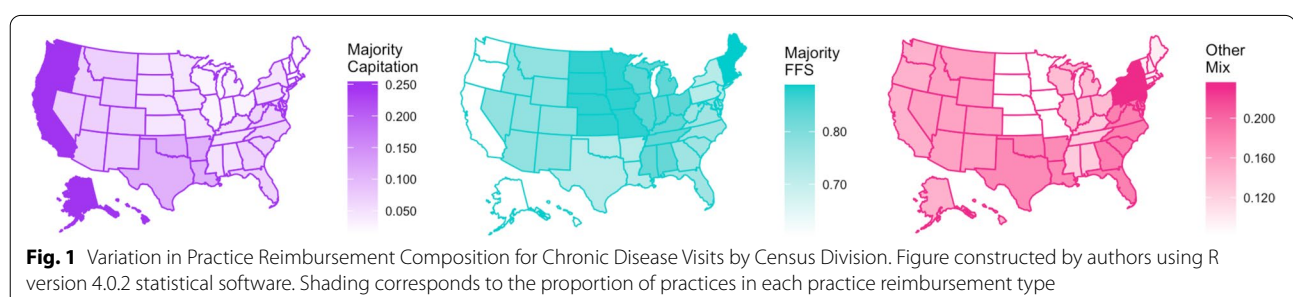 Majority
Capitation
0.250
0.200
0.150
0.100
0.050
Majority
FFS
0.80
0.70
Other
Mix
0.200
0.160
0.120
Fig. 1 Variation in Practice Reimbursement Composition for Chronic Disease Visits by Census Division. Figure constructed by authors using R
version 4.0.2 statistical software. Shading corresponds to the proportion of practices in each practice reimbursement type